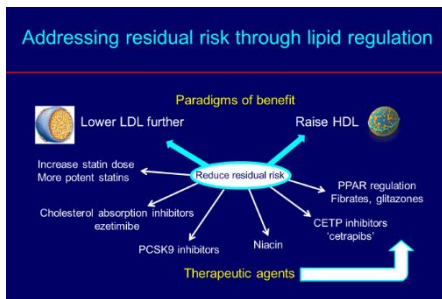 Addressing residual risk through lipid regulation
Paradigms of benefit
Lower LDL further
Raise HDL
Reduce residual risk
Increase statin dose
More potent statins
PPAR regulation
Fibrates, glitazones
Cholesterol absorption inhibitors
ezetimibe
CETP inhibitors
'cetrapibs'
PCSK9 inhibitors
Niacin
Therapeutic agents